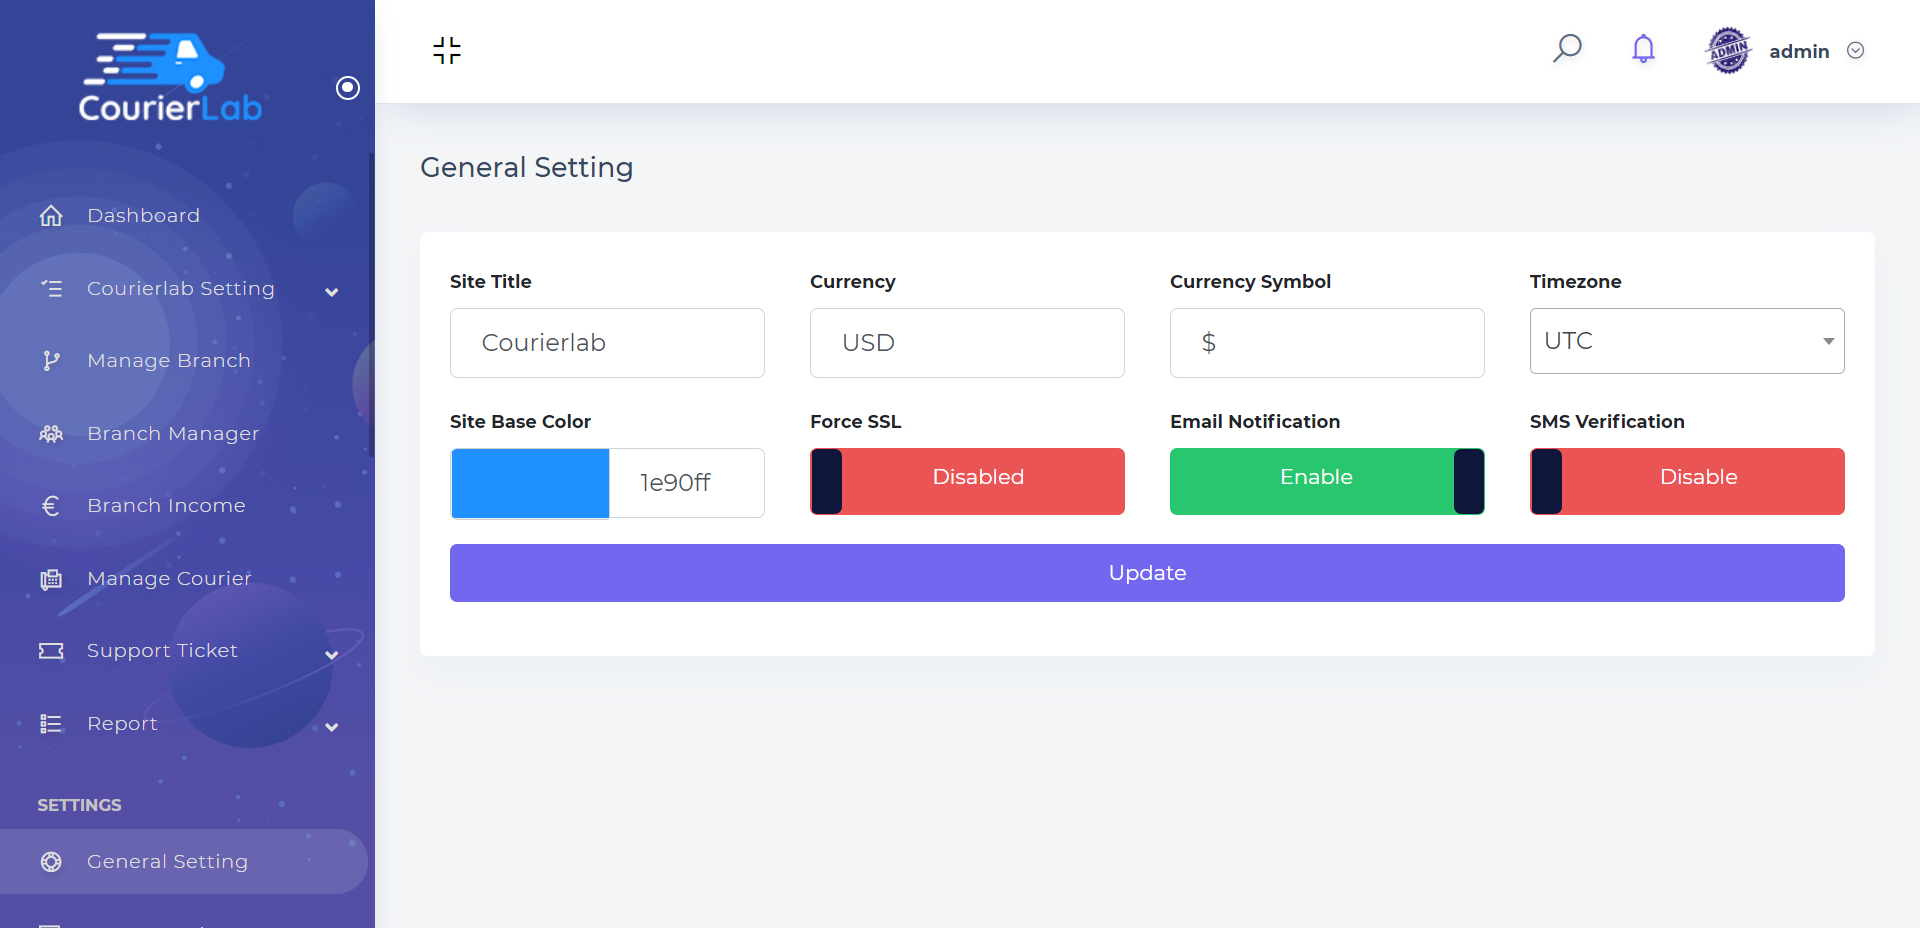 CourierLab
ADMIN
admin
Dashboard
Courierlab Setting
Manage Branch
Branch Manager
Branch Income
Manage Courier
Support Ticket
Report
SETTINGS
General Setting
General Setting
Site Title
Currency
Currency Symbol
Timezone
Courierlab
USD
$
UTC
Site Base Color
Force SSL
Email Notification
SMS Verification
1e90ff
Disabled
Enable
Disable
Update